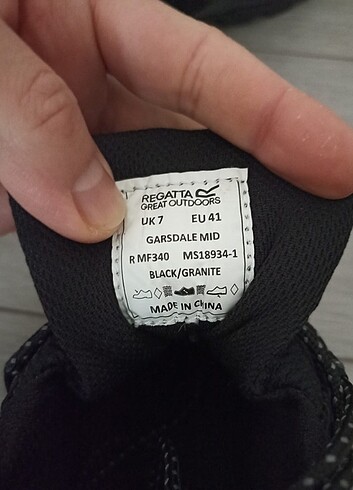 REGATTA
GREAT OUTDOORS
UK 7 EU 41
GARSDALE MID
R MF340 MS18934-1
BLACK/GRANITE
MADE IN CHINA